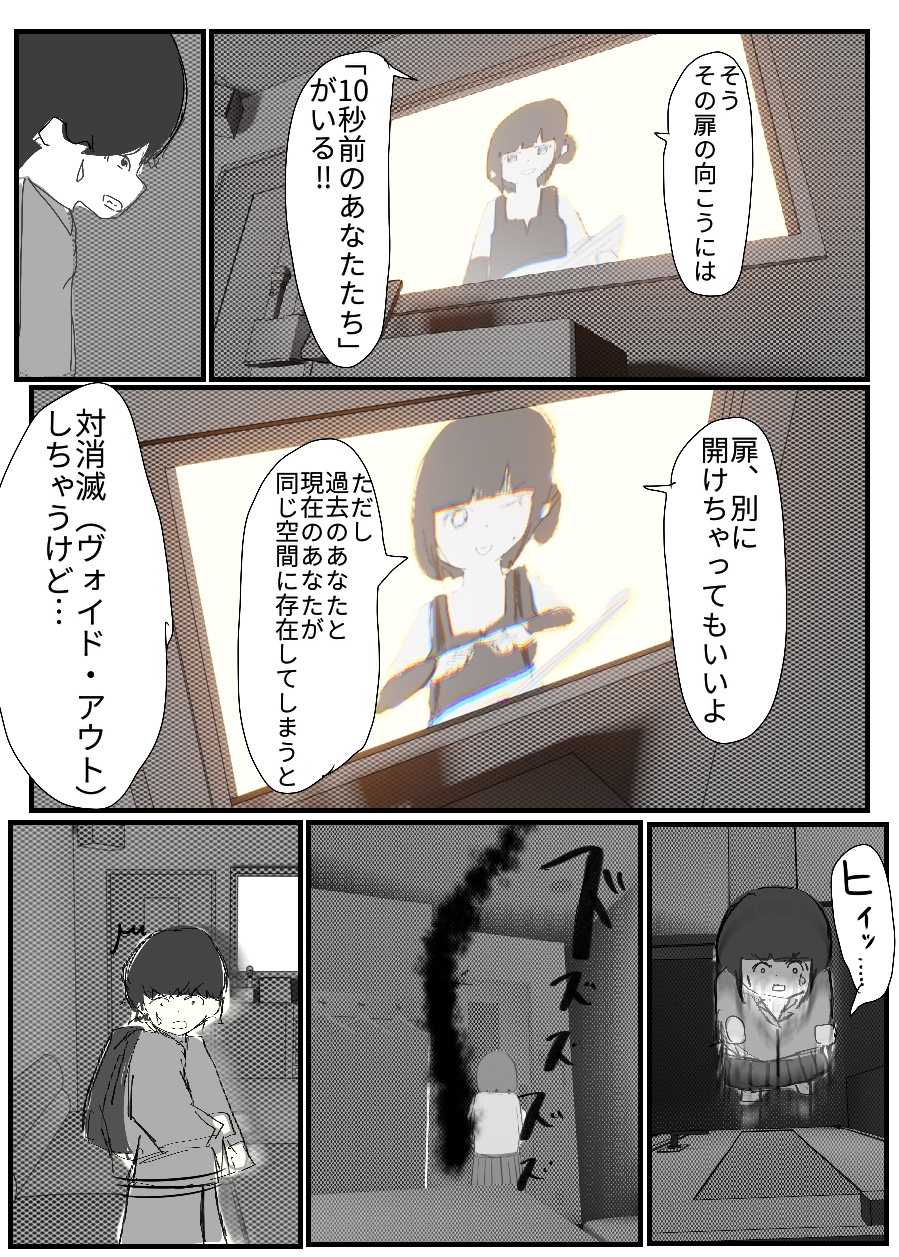 そう
その扉の向こうには
「10秒前のあなたたち」
がいる!!
扉、別に
開けちゃってもいいよ
ただし
過去のあなたと
現在のあなたが
同じ空間に存在してしまうと
対消滅（ヴォイド・アウト）
しちゃうけど…
ヒィッ……
ズズズズズ